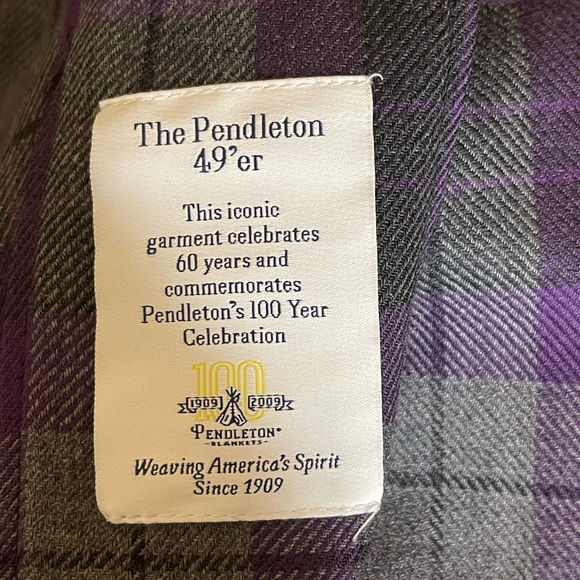 The Pendleton
49'er
This iconic
garment celebrates
60 years and
commemorates
Pendleton's 100 Year
Celebration
100
1909 2009
PENDLETON®
-BLANKETS-
Weaving America's Spirit
Since 1909